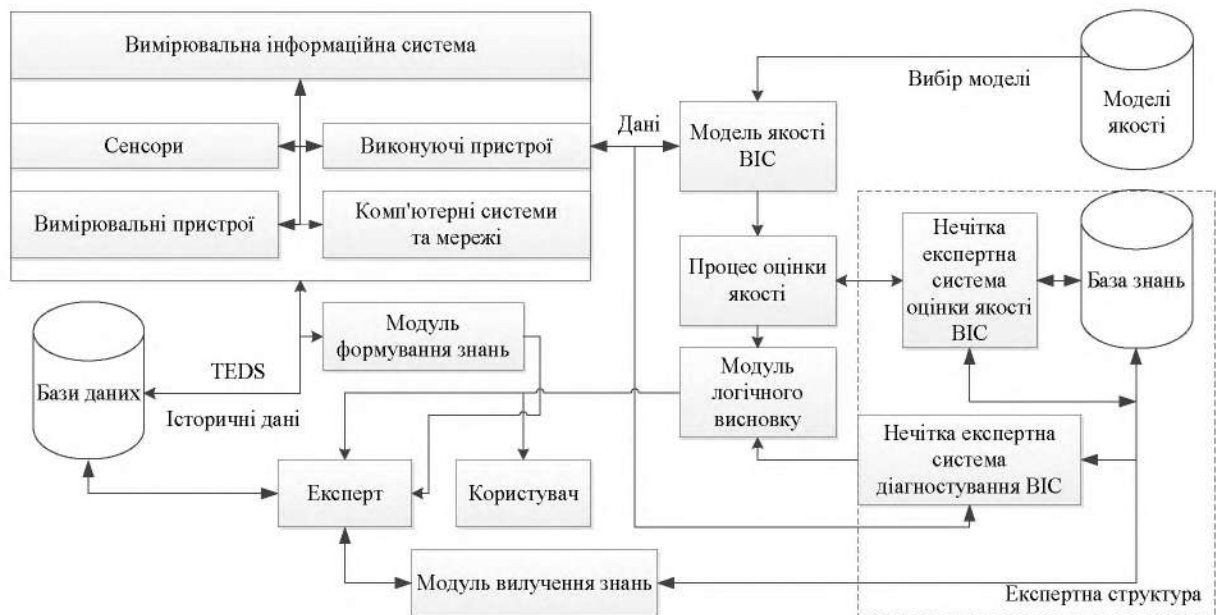 Вимірювальна інформаційна система
Сенсори
Виконуючі пристрої
Вимірювальні пристрої
Комп'ютерні системи
та мережі
Дані
Вибір моделі
Моделі
якості
Модель якості
ВІС
Процес оцінки
якості
Нечітка
експертна
система
оцінки якості
ВІС
База знань
Модуль
формування знань
Бази даних
TEDS
Історичні дані
Модуль
логічного
висновку
Нечітка експертна
система
діагностування ВІС
Експерт
Користувач
Модуль вилучення знань
Експертна структура